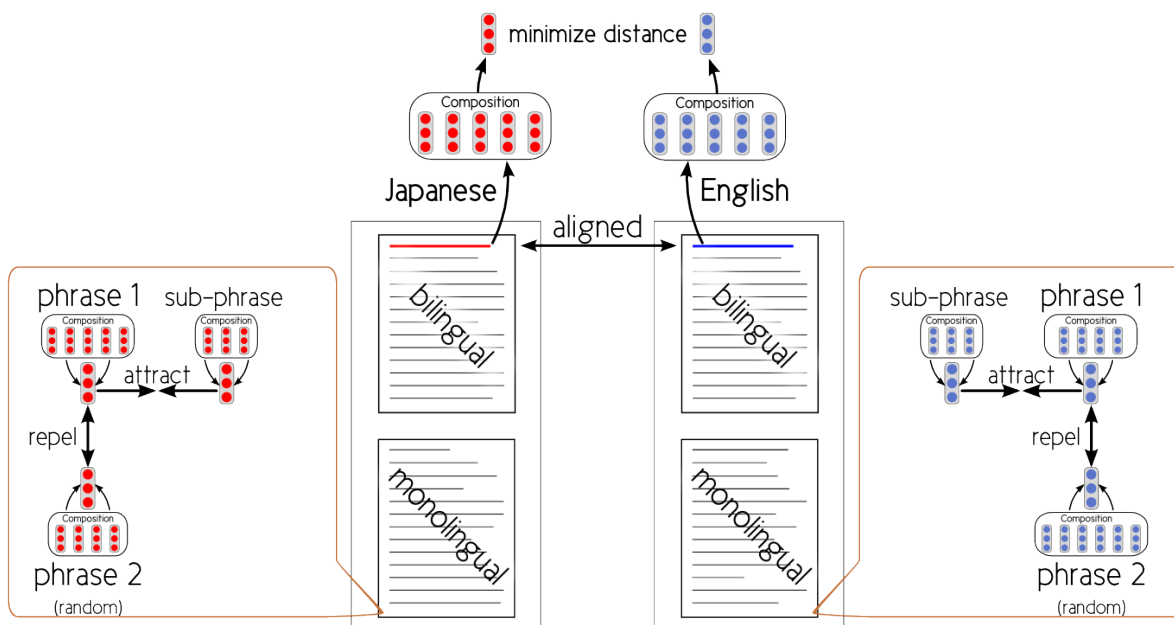 minimize distance
Composition
Composition
Japanese
English
aligned
bilingual
bilingual
phrase 1
sub-phrase
Composition
Composition
attract
repel
Composition
phrase 2
(random)
monolingual
monolingual
sub-phrase
phrase 1
Composition
Composition
attract
repel
Composition
phrase 2
(random)